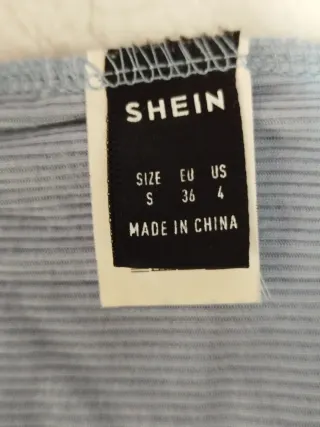 SHEIN
SIZE EU US
S 36 4
MADE IN CHINA